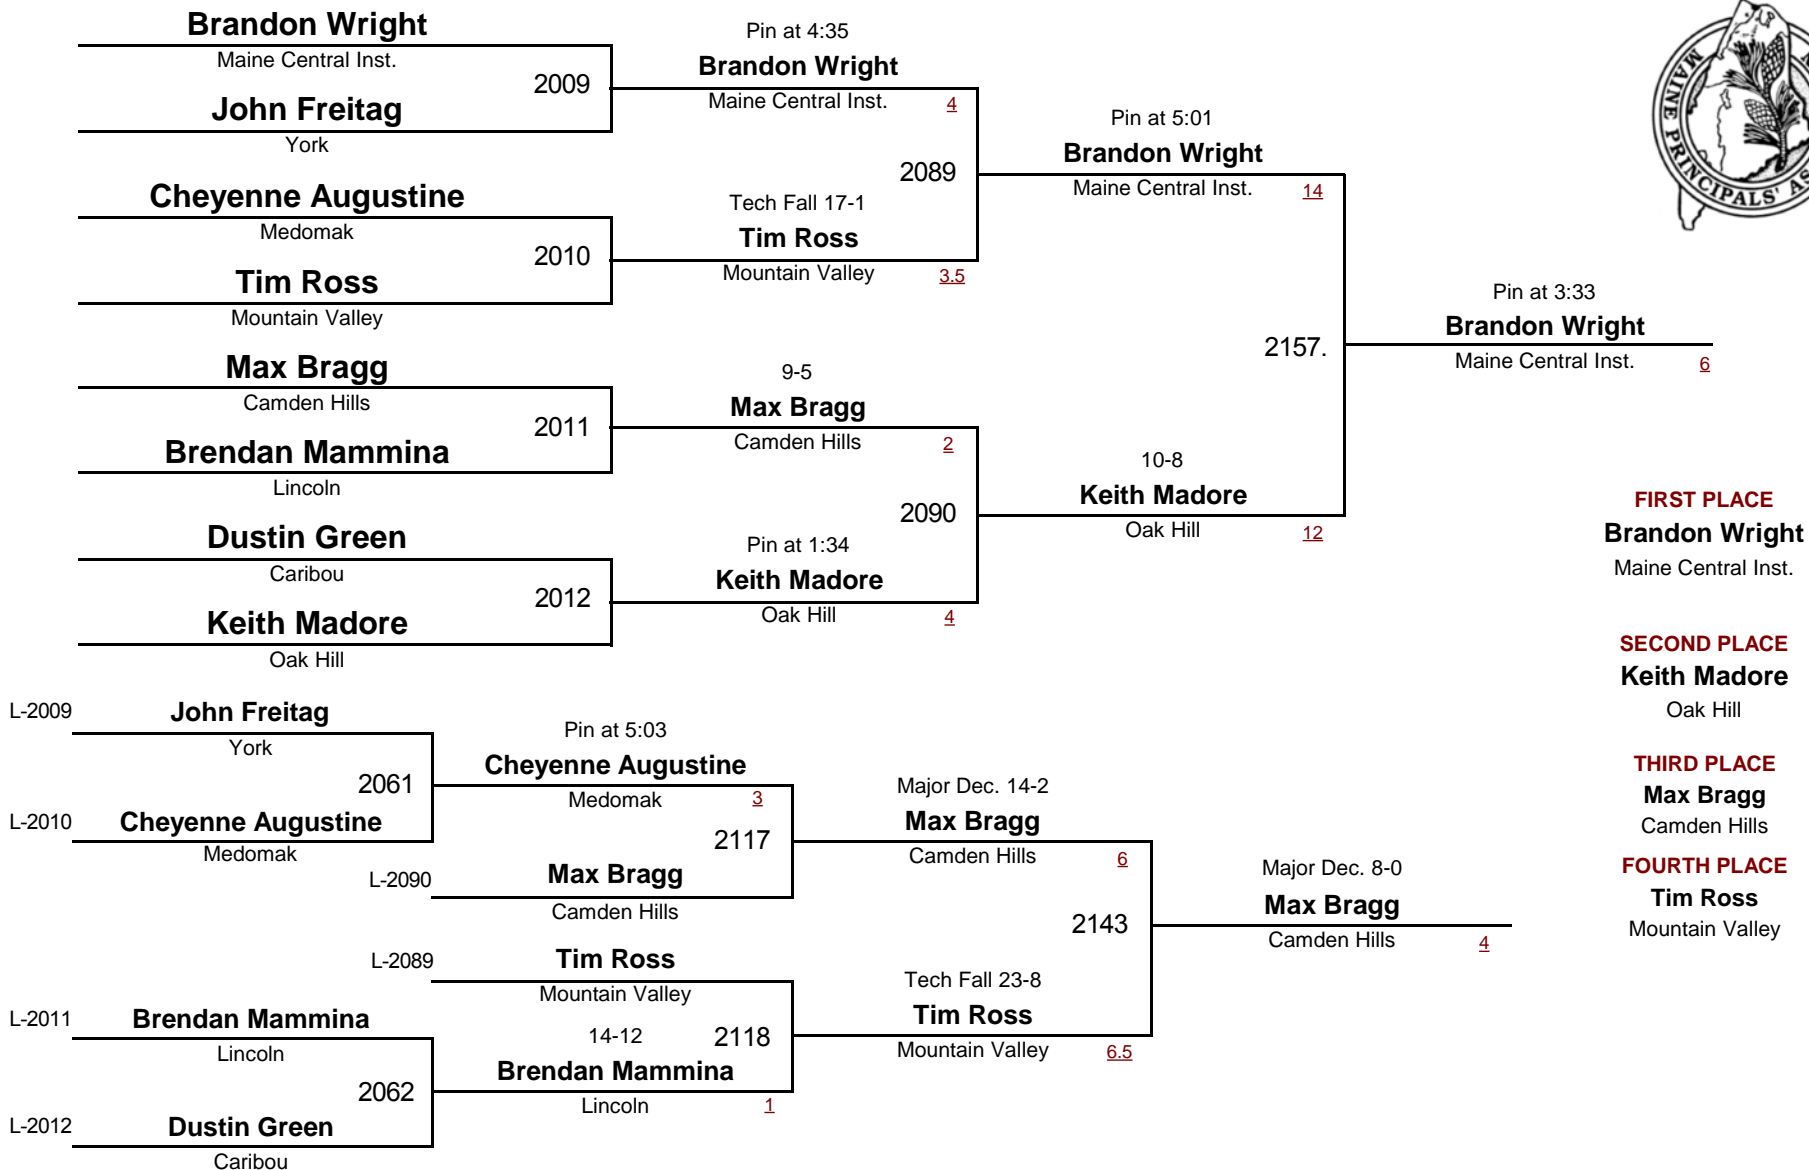 Brandon Wright
Maine Central Inst.
2009
John Freitag
York
Cheyenne Augustine
Medomak
2010
Tim Ross
Mountain Valley
Max Bragg
Camden Hills
2011
Brendan Mammina
Lincoln
Dustin Green
Caribou
2012
Keith Madore
Oak Hill
Pin at 4:35
Brandon Wright
Maine Central Inst. 4
2089
Tech Fall 17-1
Tim Ross
Mountain Valley 3.5
9-5
Max Bragg
Camden Hills 2
2090
Pin at 1:34
Keith Madore
Oak Hill 4
Pin at 5:01
Brandon Wright
Maine Central Inst. 14
2157.
10-8
Keith Madore
Oak Hill 12
Pin at 3:33
Brandon Wright
Maine Central Inst. 6
MAINE PRINCIPALS'
FIRST PLACE
Brandon Wright
Maine Central Inst.
SECOND PLACE
Keith Madore
Oak Hill
THIRD PLACE
Max Bragg
Camden Hills
FOURTH PLACE
Tim Ross
Mountain Valley
L-2009 John Freitag
York
2061
L-2010 Cheyenne Augustine
Medomak
Pin at 5:03
Cheyenne Augustine
Medomak 3
2117
L-2090 Max Bragg
Camden Hills
L-2089 Tim Ross
Mountain Valley
L-2011 Brendan Mammina
Lincoln
2062
L-2012 Dustin Green
Caribou
14-12 2118
Brendan Mammina
Lincoln 1
Major Dec. 14-2
Max Bragg
Camden Hills 6
2143
Tech Fall 23-8
Tim Ross
Mountain Valley 6.5
Major Dec. 8-0
Max Bragg
Camden Hills 4